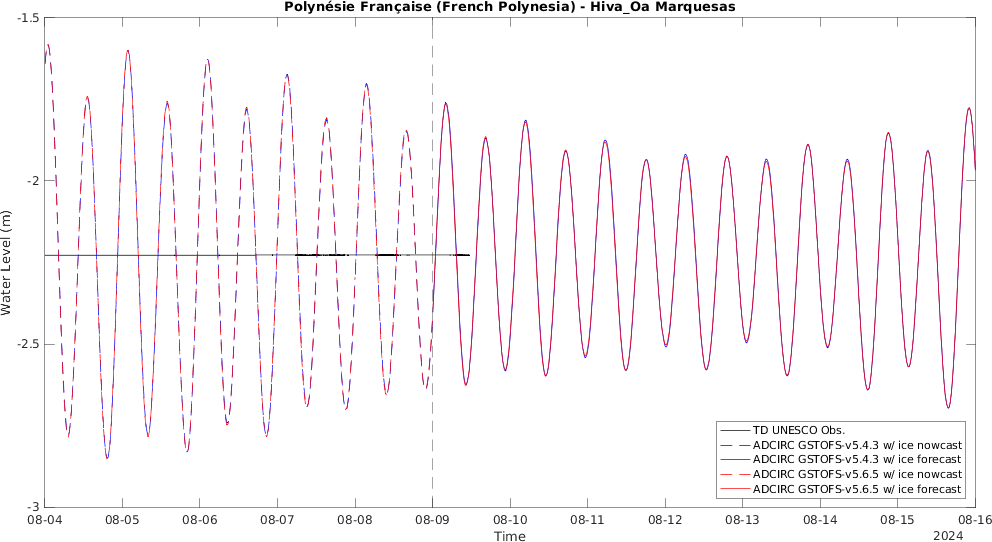 Polynésie Française (French Polynesia) - Hiva_Oa Marquesas
Water Level (m)
-1.5
-2
-2.5
-3
TD UNESCO Obs.
ADCIRC GSTOFS-v5.4.3 w/ ice nowcast
ADCIRC GSTOFS-v5.4.3 w/ ice forecast
ADCIRC GSTOFS-v5.6.5 w/ ice nowcast
ADCIRC GSTOFS-v5.6.5 w/ ice forecast
08-04 08-05 08-06 08-07 08-08 08-09 08-10 08-11 08-12 08-13 08-14 08-15 08-16
Time
2024